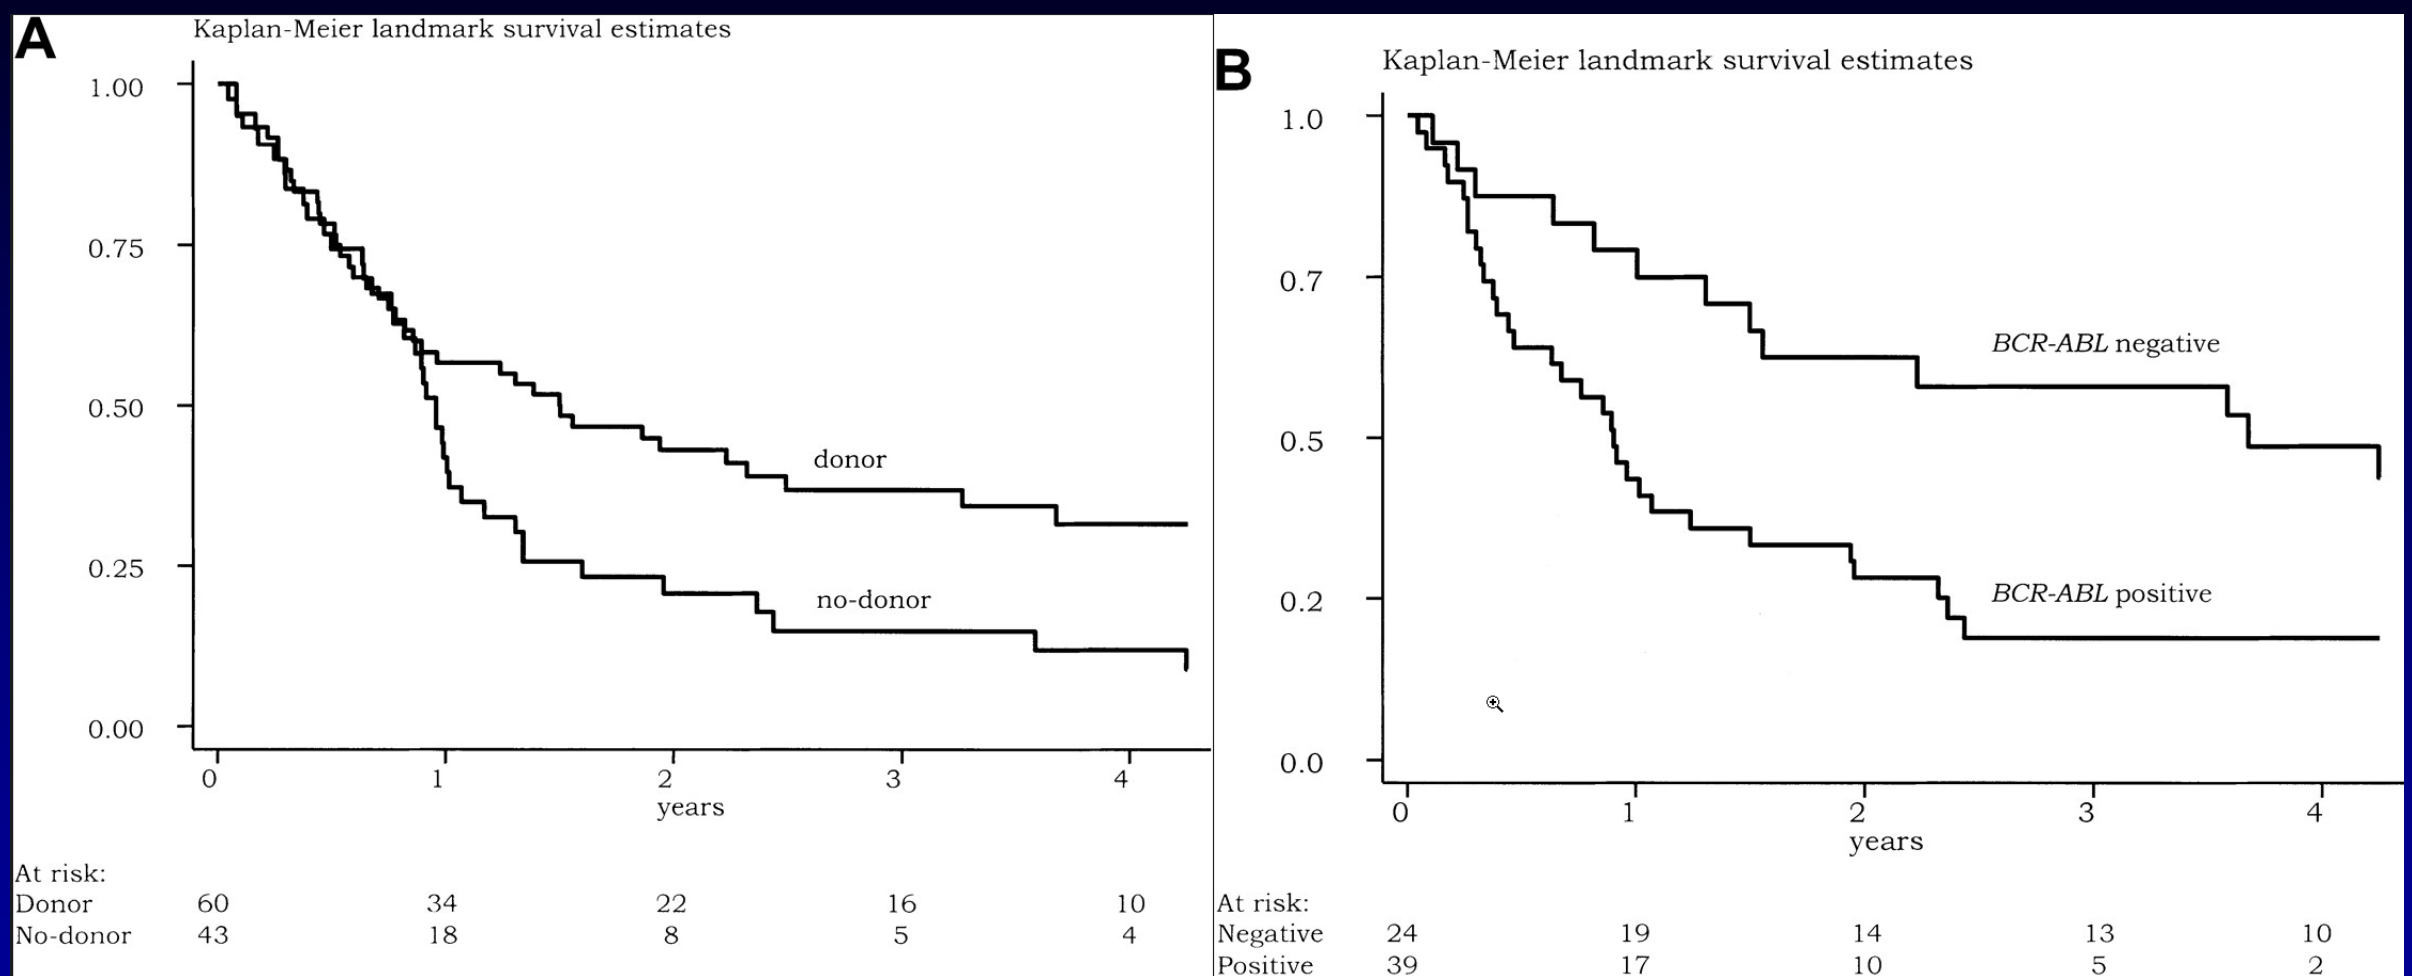 A
Kaplan-Meier landmark survival estimates
1.00
0.75
0.50
0.25
0.00
donor
no-donor
0 1 2 3 4
years
At risk:
Donor 60 34 22 16 10
No-donor 43 18 8 5 4
B
Kaplan-Meier landmark survival estimates
1.0
0.7
0.5
0.2
0.0
BCR-ABL negative
BCR-ABL positive
0 1 2 3 4
years
At risk:
Negative 24 19 14 13 10
Positive 39 17 10 5 2